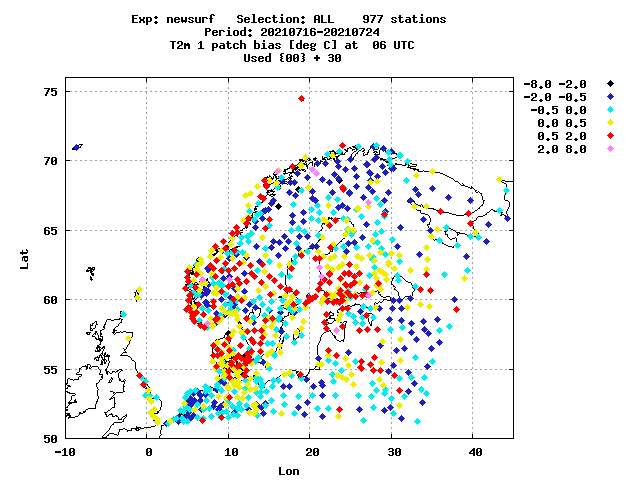 Exp: newsurf   Selection: ALL    977 stations
Period: 20210716-20210724
T2m 1 patch bias [deg C] at  06 UTC
Used {00} + 30
-8.0 -2.0
-2.0 -0.5
-0.5 0.0
0.0 0.5
0.5 2.0
2.0 8.0
75
70
65
60
55
50
Lat
-10 0 10 20 30 40
Lon